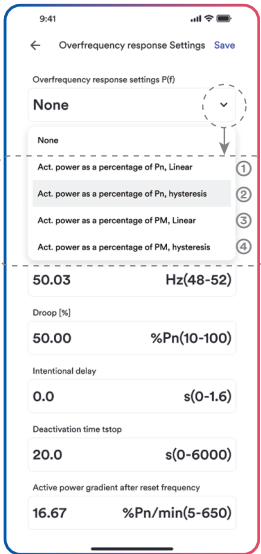 9:41
Overfrequency response Settings Save
Overfrequency response settings P(f)
None
None
Act. power as a percentage of Pn, Linear ①
Act. power as a percentage of Pn, hysteresis ②
Act. power as a percentage of PM, Linear ③
Act. power as a percentage of PM, hysteresis ④
50.03 Hz(48-52)
Droop [%]
50.00 %Pn(10-100)
Intentional delay
0.0 s(0-1.6)
Deactivation time tstop
20.0 s(0-6000)
Active power gradient after reset frequency
16.67 %Pn/min(5-650)